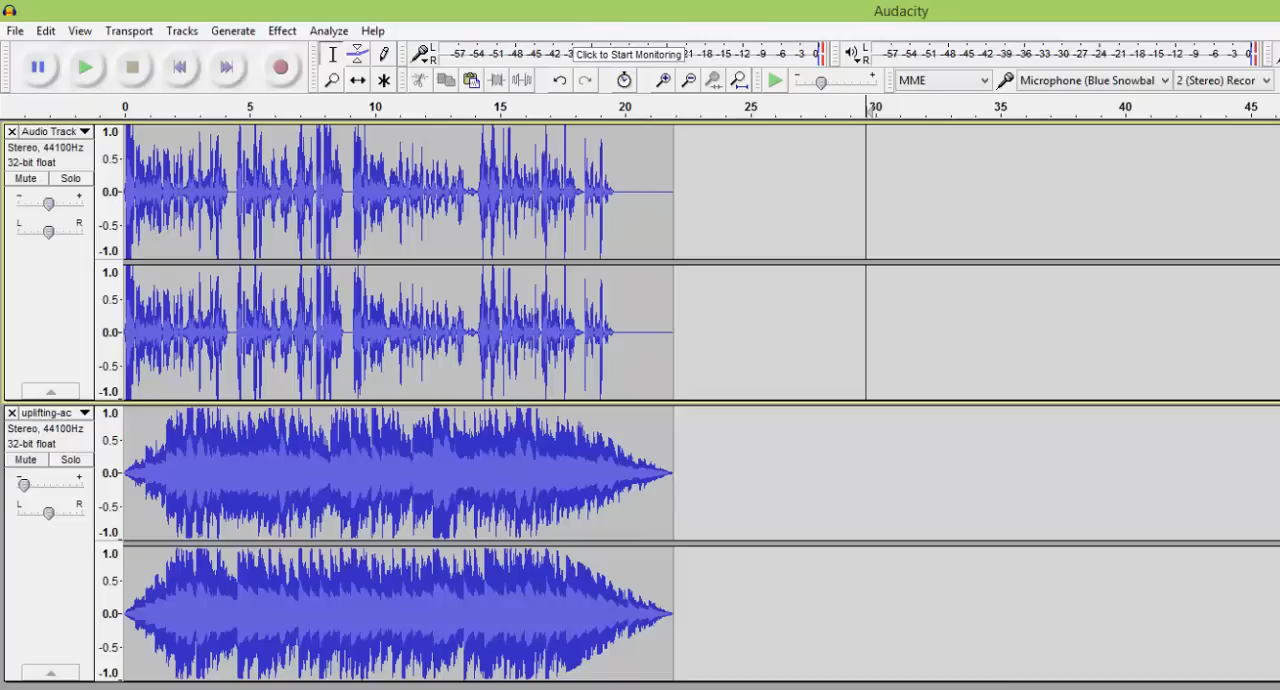 Audacity
File Edit View Transport Tracks Generate Effect Analyze Help
L -57 -54 -51 -48 -45 -42 -3 Click to Start Monitoring 1 -18 -15 -12 -9 -6 -3 0 L -57 -54 -51 -48 -45 -42 -39 -36 -33 -30 -27 -24 -21 -18 -15 -12 -9 -6 -3 0
R R
MME Microphone (Blue Snowbal 2 (Stereo) Recor
0 5 10 15 20 25 30 35 40 45
Audio Track 1.0
Stereo, 44100Hz 0.5
32-bit float
Mute Solo 0.0
- +
L R -0.5
-1.0
1.0
0.5
0.0
-0.5
-1.0
uplifting-ac 1.0
Stereo, 44100Hz 0.5
32-bit float
Mute Solo 0.0
- +
L R -0.5
-1.0
1.0
0.5
0.0
-0.5
-1.0